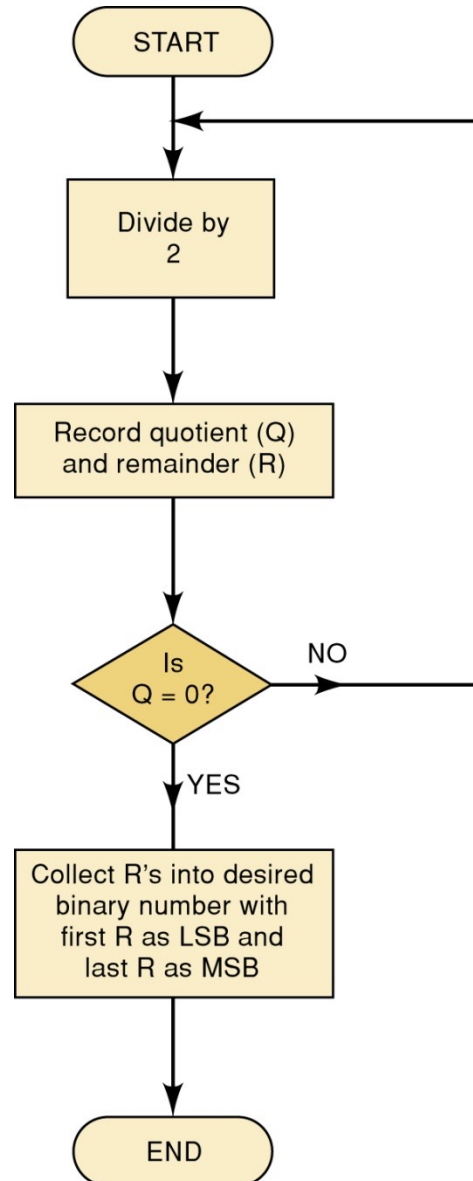 START
Divide by
2
Record quotient (Q)
and remainder (R)
Is
Q = 0?
NO
YES
Collect R's into desired
binary number with
first R as LSB and
last R as MSB
END